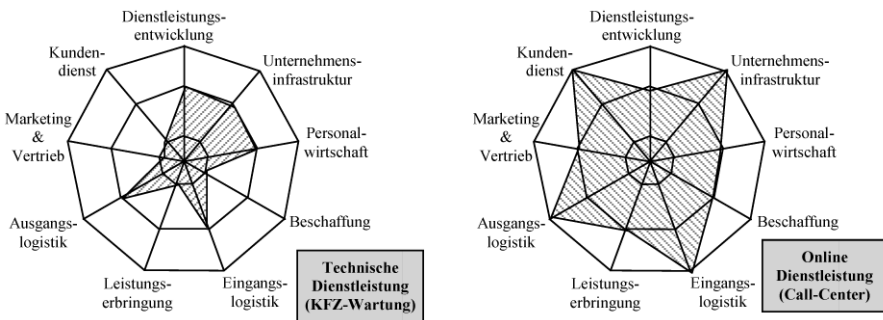 Dienstleistungs-
entwicklung
Kunden-
dienst
Unternehmens-
infrastruktur
Marketing
&
Vertrieb
Personal-
wirtschaft
Ausgangs-
logistik
Beschaffung
Leistungs-
erbringung
Eingangs-
logistik
Technische
Dienstleistung
(KFZ-Wartung)
Dienstleistungs-
entwicklung
Kunden-
dienst
Unternehmens-
infrastruktur
Marketing
&
Vertrieb
Personal-
wirtschaft
Ausgangs-
logistik
Beschaffung
Leistungs-
erbringung
Eingangs-
logistik
Online
Dienstleistung
(Call-Center)